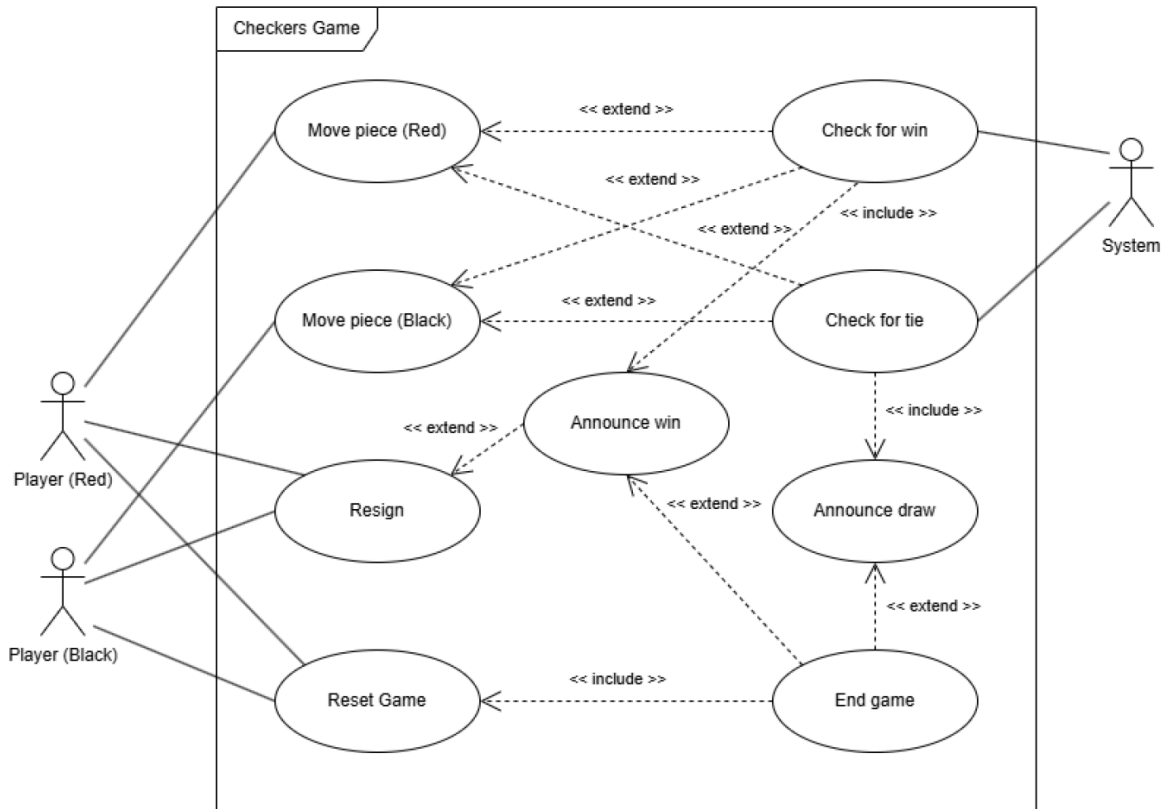 Checkers Game
Move piece (Red)
<< extend >>
Check for win
<< extend >>
<< include >>
<< extend >>
System
Move piece (Black)
<< extend >>
Check for tie
Announce win
<< extend >>
<< include >>
Player (Red)
Resign
<< extend >>
Announce draw
<< extend >>
Player (Black)
Reset Game
<< include >>
End game